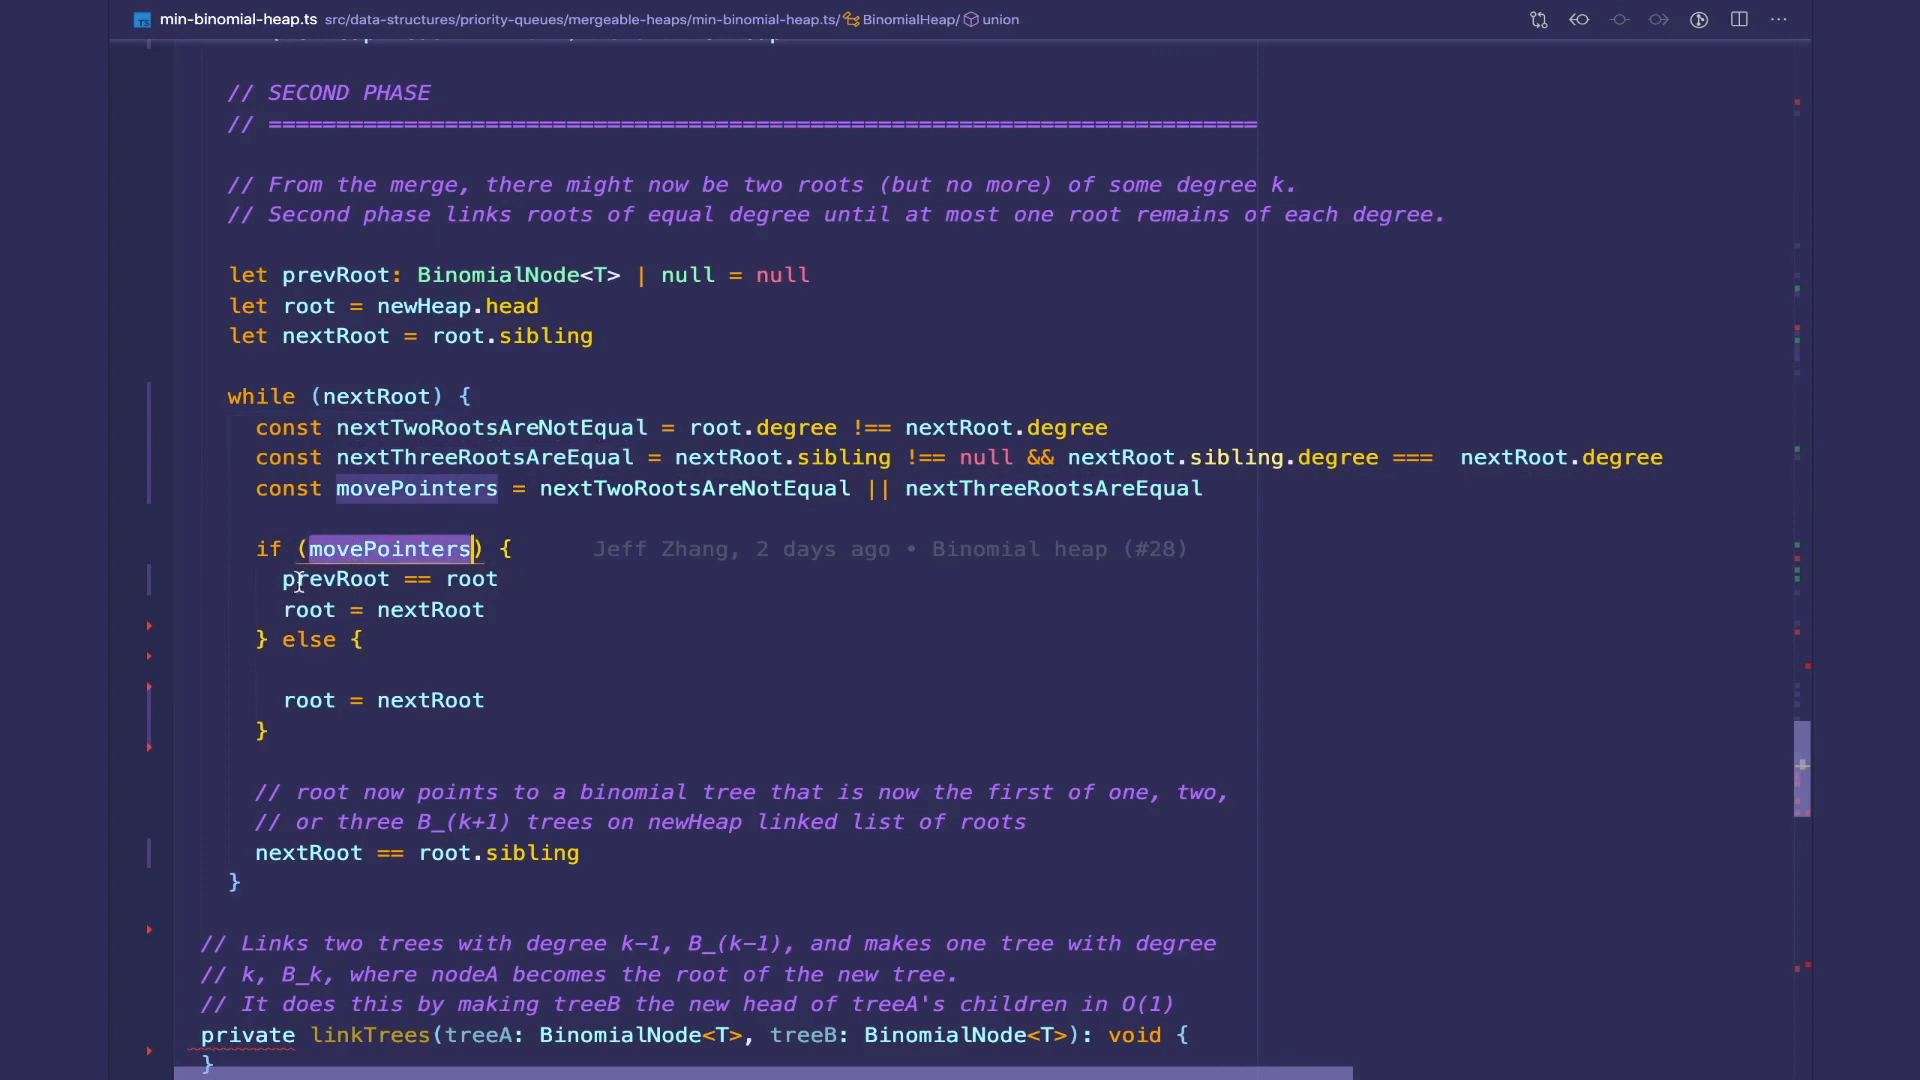 min-binomial-heap.ts src/data-structures/priority-queues/mergeable-heaps/min-binomial-heap.ts/ BinomialHeap/ union
// SECOND PHASE
// =========================================================================
// From the merge, there might now be two roots (but no more) of some degree k.
// Second phase links roots of equal degree until at most one root remains of each degree.
let prevRoot: BinomialNode<T> | null = null
let root = newHeap.head
let nextRoot = root.sibling
while (nextRoot) {
const nextTwoRootsAreNotEqual = root.degree !== nextRoot.degree
const nextThreeRootsAreEqual = nextRoot.sibling !== null && nextRoot.sibling.degree ===  nextRoot.degree
const movePointers = nextTwoRootsAreNotEqual || nextThreeRootsAreEqual
if (movePointers) { Jeff Zhang, 2 days ago • Binomial heap (#28)
prevRoot == root
root = nextRoot
} else {
root = nextRoot
}
// root now points to a binomial tree that is now the first of one, two,
// or three B_(k+1) trees on newHeap linked list of roots
nextRoot == root.sibling
}
// Links two trees with degree k-1, B_(k-1), and makes one tree with degree
// k, B_k, where nodeA becomes the root of the new tree.
// It does this by making treeB the new head of treeA's children in O(1)
private linkTrees(treeA: BinomialNode<T>, treeB: BinomialNode<T>): void {
}